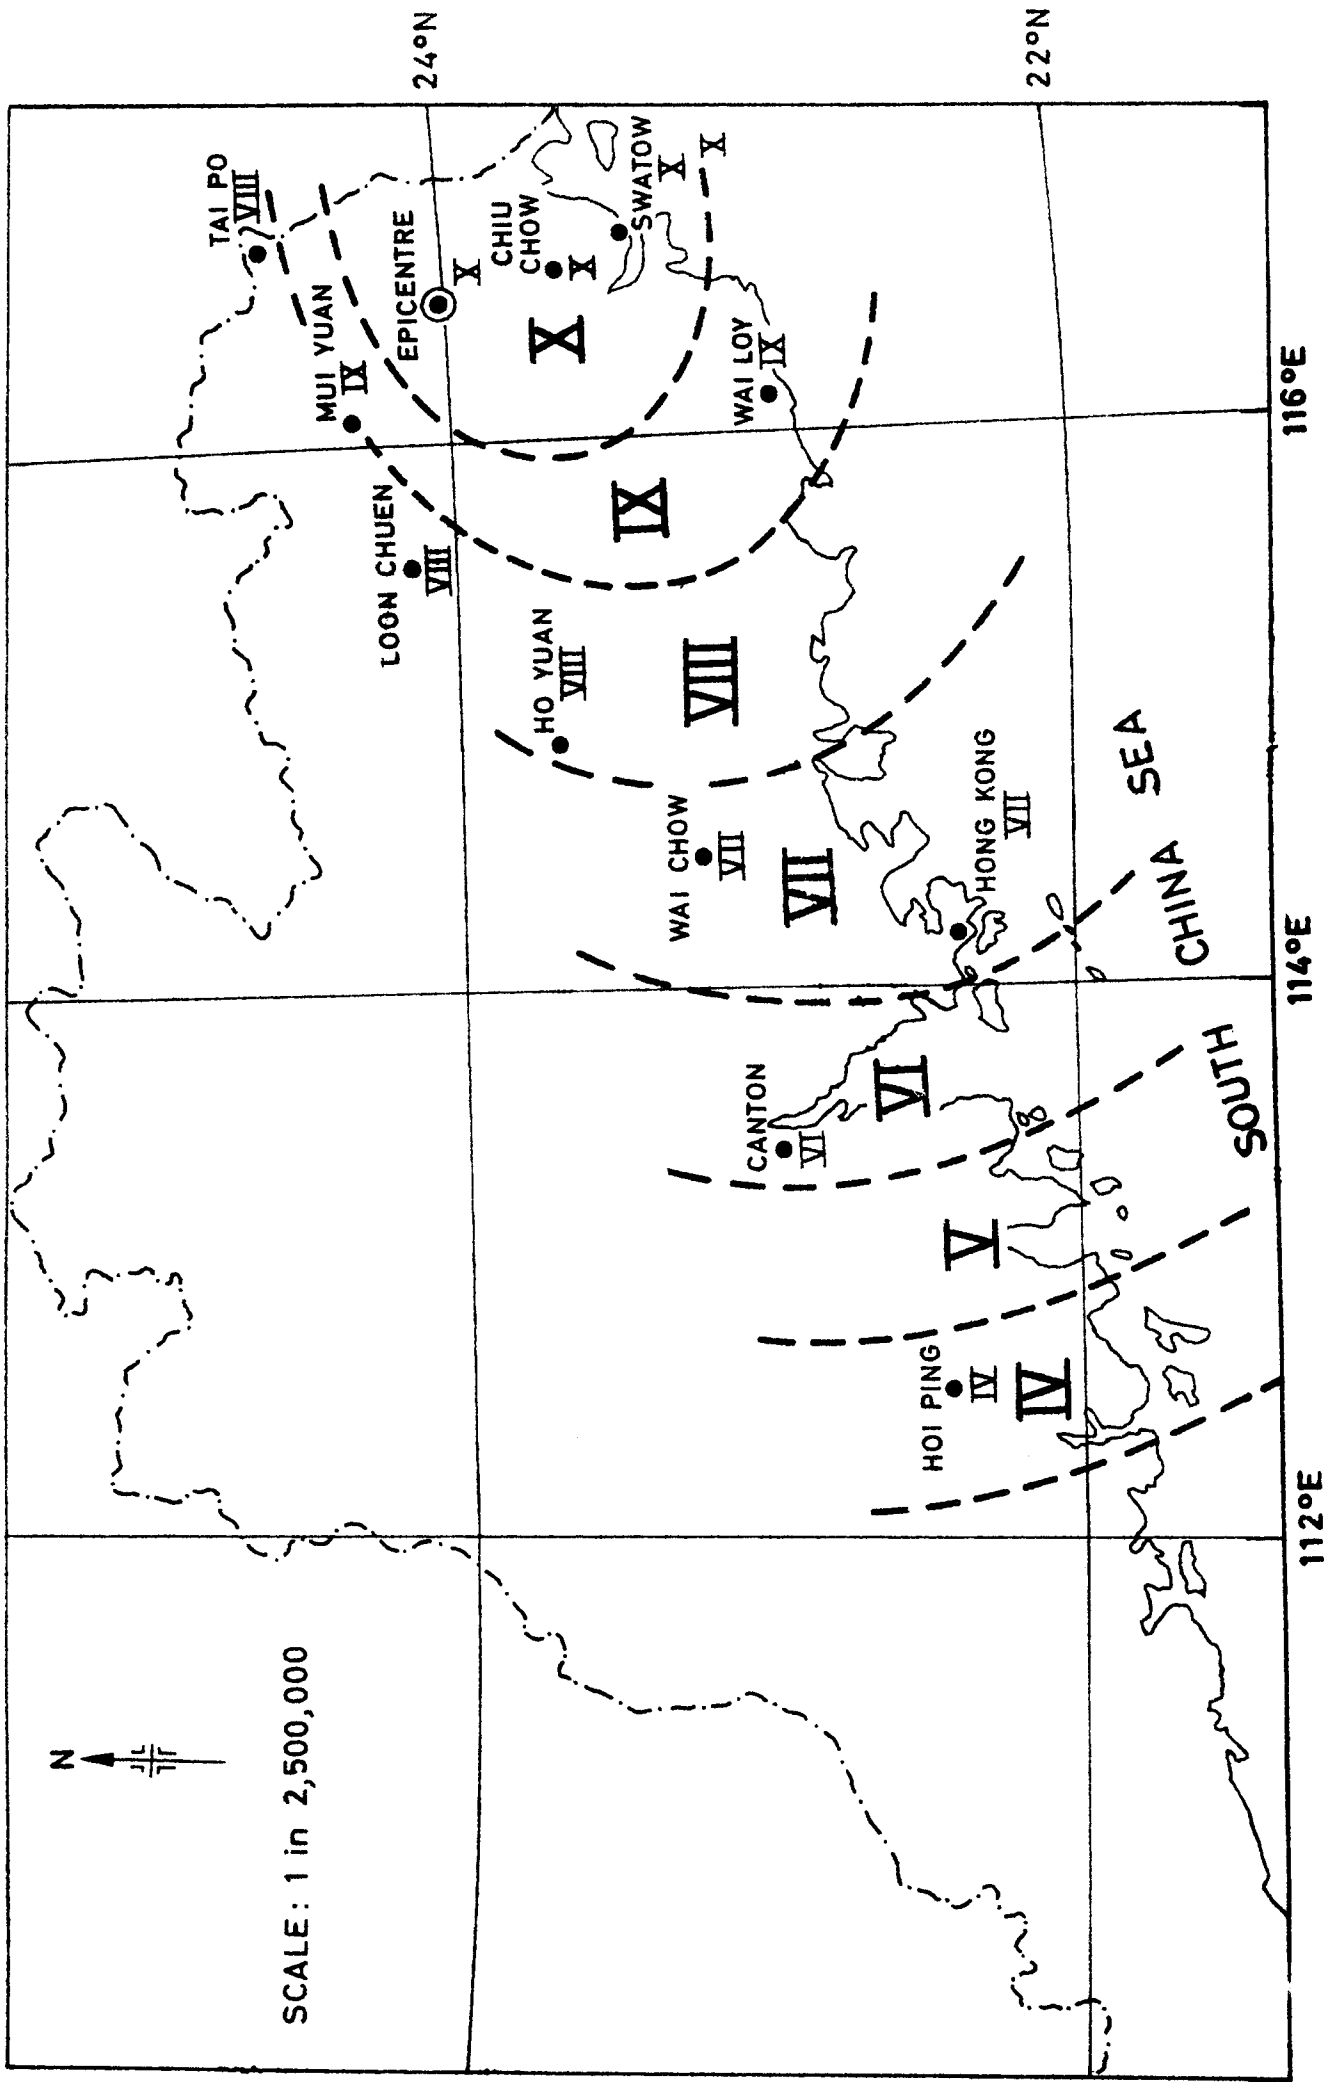 N
SCALE: 1 in 2,500,000
24°N
22°N
112°E
114°E
116°E
TAI PO
VIII
MUI YUAN
IX
EPICENTRE
X
CHIU
CHOW
X
SWATOW
X
X
X
WAI LOY
IX
LOON CHUEN
VIII
IX
HO YUAN
VIII
VIII
WAI CHOW
VII
VII
HONG KONG
VII
CANTON
VI
VI
V
HOI PING
IV
IV
SOUTH
CHINA
SEA